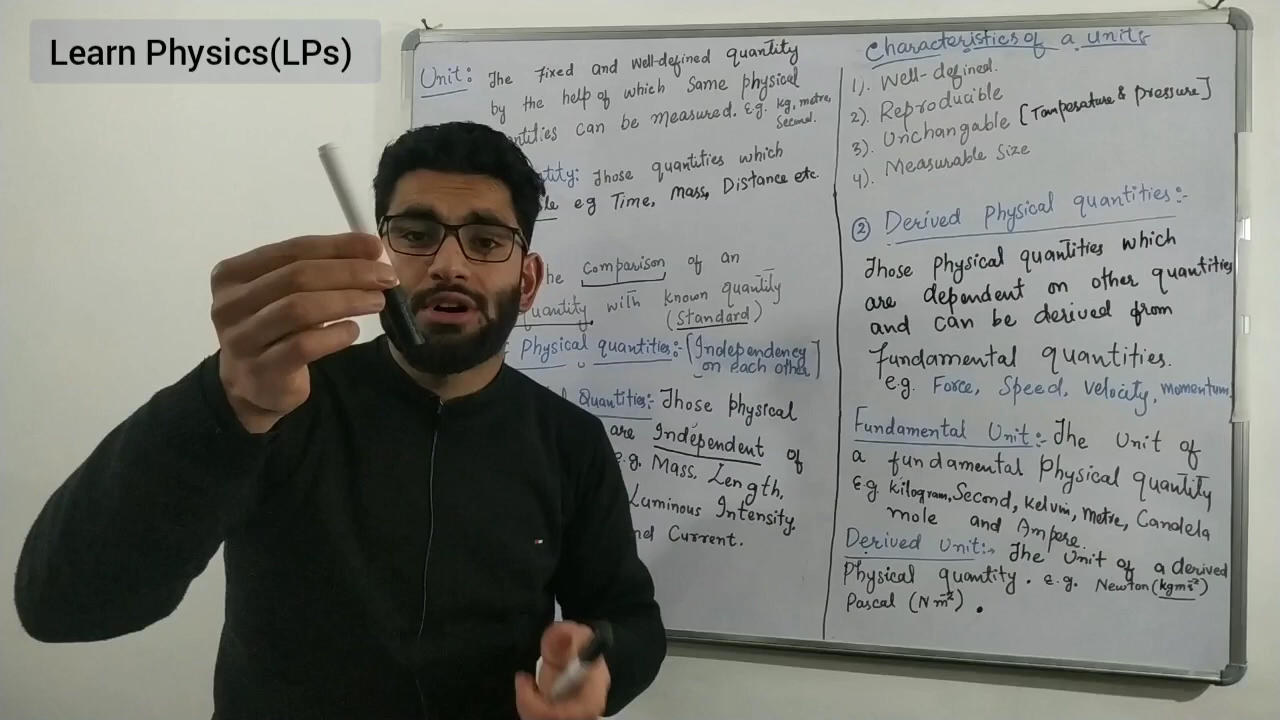 Learn Physics(LPs)
Unit: The Fixed and Well-defined quantity
by the help of which Same physical
ntities can be measured. E.g. kg, metre,
Second.
tity: Those quantities which
le eg Time, Mass, Distance etc.
he comparison of an
quantity with known quantity
(Standard)
Physical quantities:- [Independency
on each other]
Quantities:- Those physical
are Independent of
e.g. Mass, Length,
Luminous Intensity
nd Current.
Characteristics of a units
1). Well-defined.
2). Reproducible
3). Unchangable [Tamperature & Pressure]
4). Measurable Size
② Derived Physical quantities:-
Those Physical quantities which
are dependent on other quantities
and can be derived from
fundamental quantities.
e.g. Force, Speed, Velocity, momentum,
Fundamental Unit:- The Unit of
a fundamental Physical quantity
E.g Kilogram, Second, Kelvin, Metre, Candela
mole and Ampere.
Derived Unit:- The Unit of a derived
Physical quantity. e.g. Newton (kgms⁻²)
Pascal (Nm⁻²).